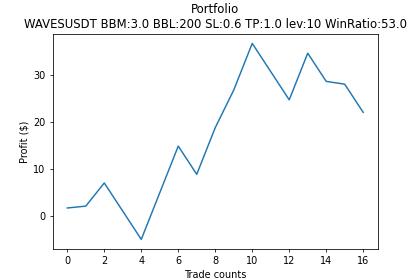 Portfolio
WAVESUSDT BBM:3.0 BBL:200 SL:0.6 TP:1.0 lev:10 WinRatio:53.0
Profit ($)
30
20
10
0
0 2 4 6 8 10 12 14 16
Trade counts